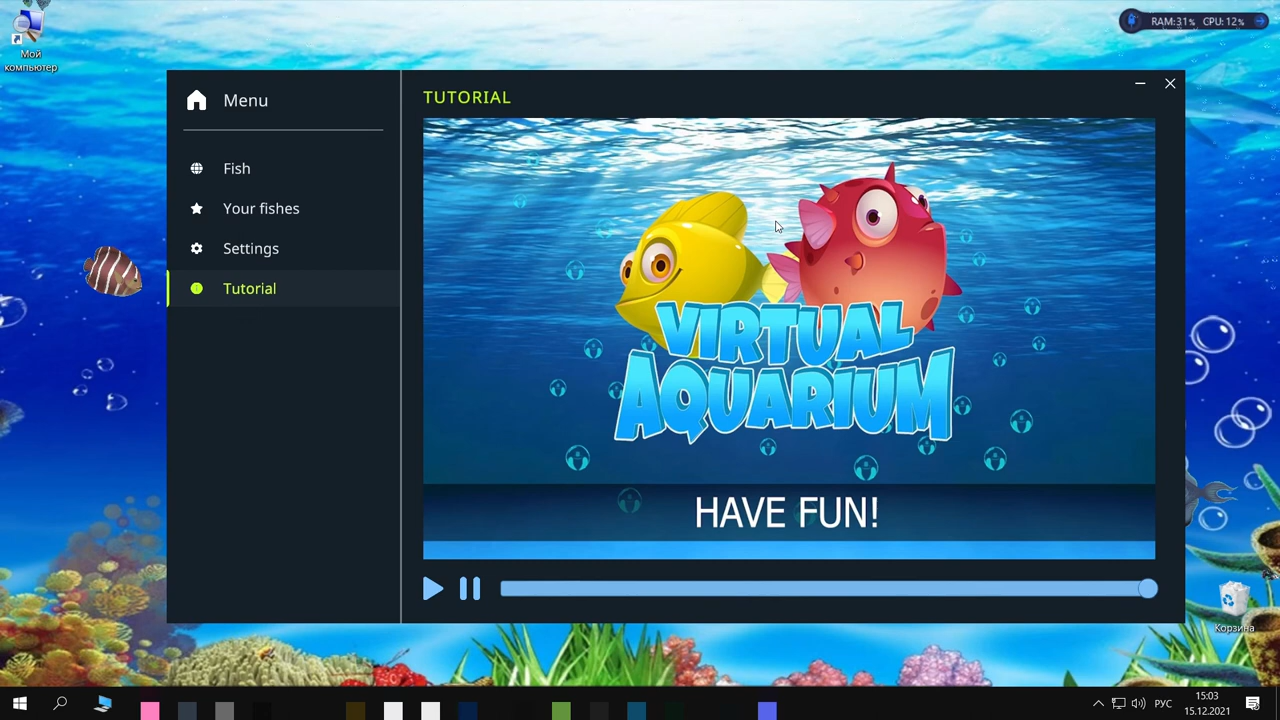 Мой
компьютер
RAM:31% CPU: 12%
Menu
Fish
Your fishes
Settings
Tutorial
TUTORIAL
VIRTUAL
AQUARIUM
HAVE FUN!
Корзина
РУС
15:03
15.12.2021